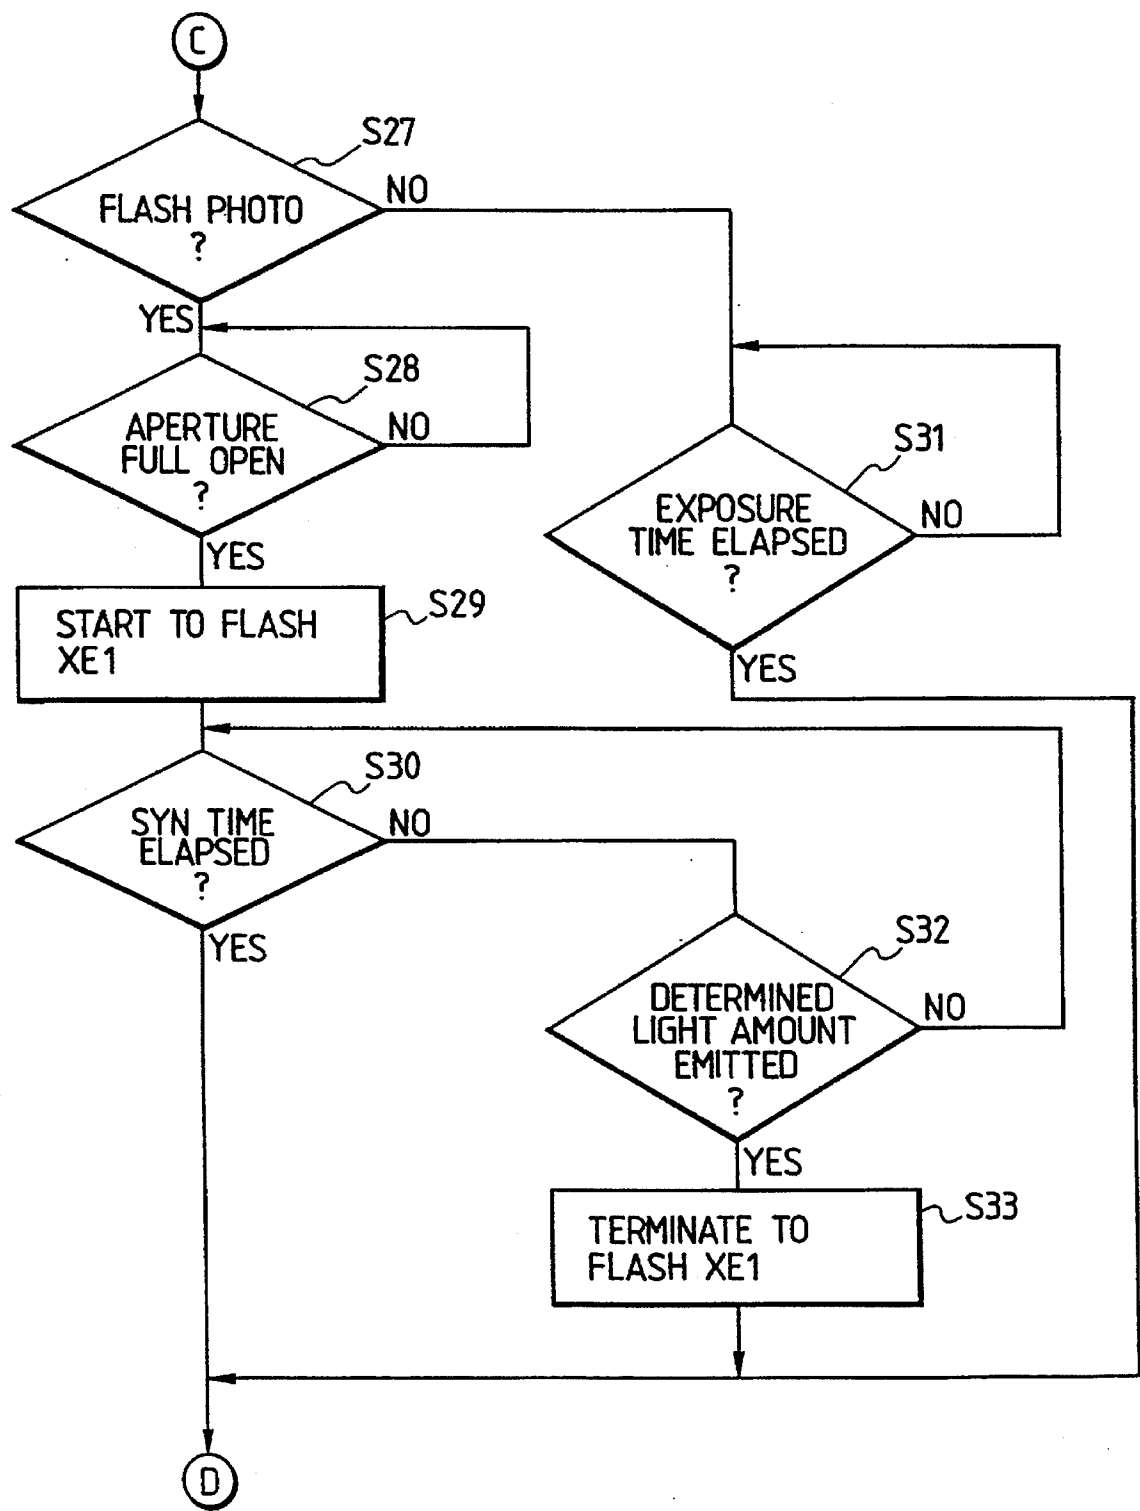 C
S27
FLASH PHOTO
?
NO
YES
S28
APERTURE
FULL OPEN
?
NO
YES
S31
EXPOSURE
TIME ELAPSED
?
NO
YES
START TO FLASH
XE1
S29
S30
SYN TIME
ELAPSED
?
NO
YES
S32
DETERMINED
LIGHT AMOUNT
EMITTED
?
NO
YES
TERMINATE TO
FLASH XE1
S33
D